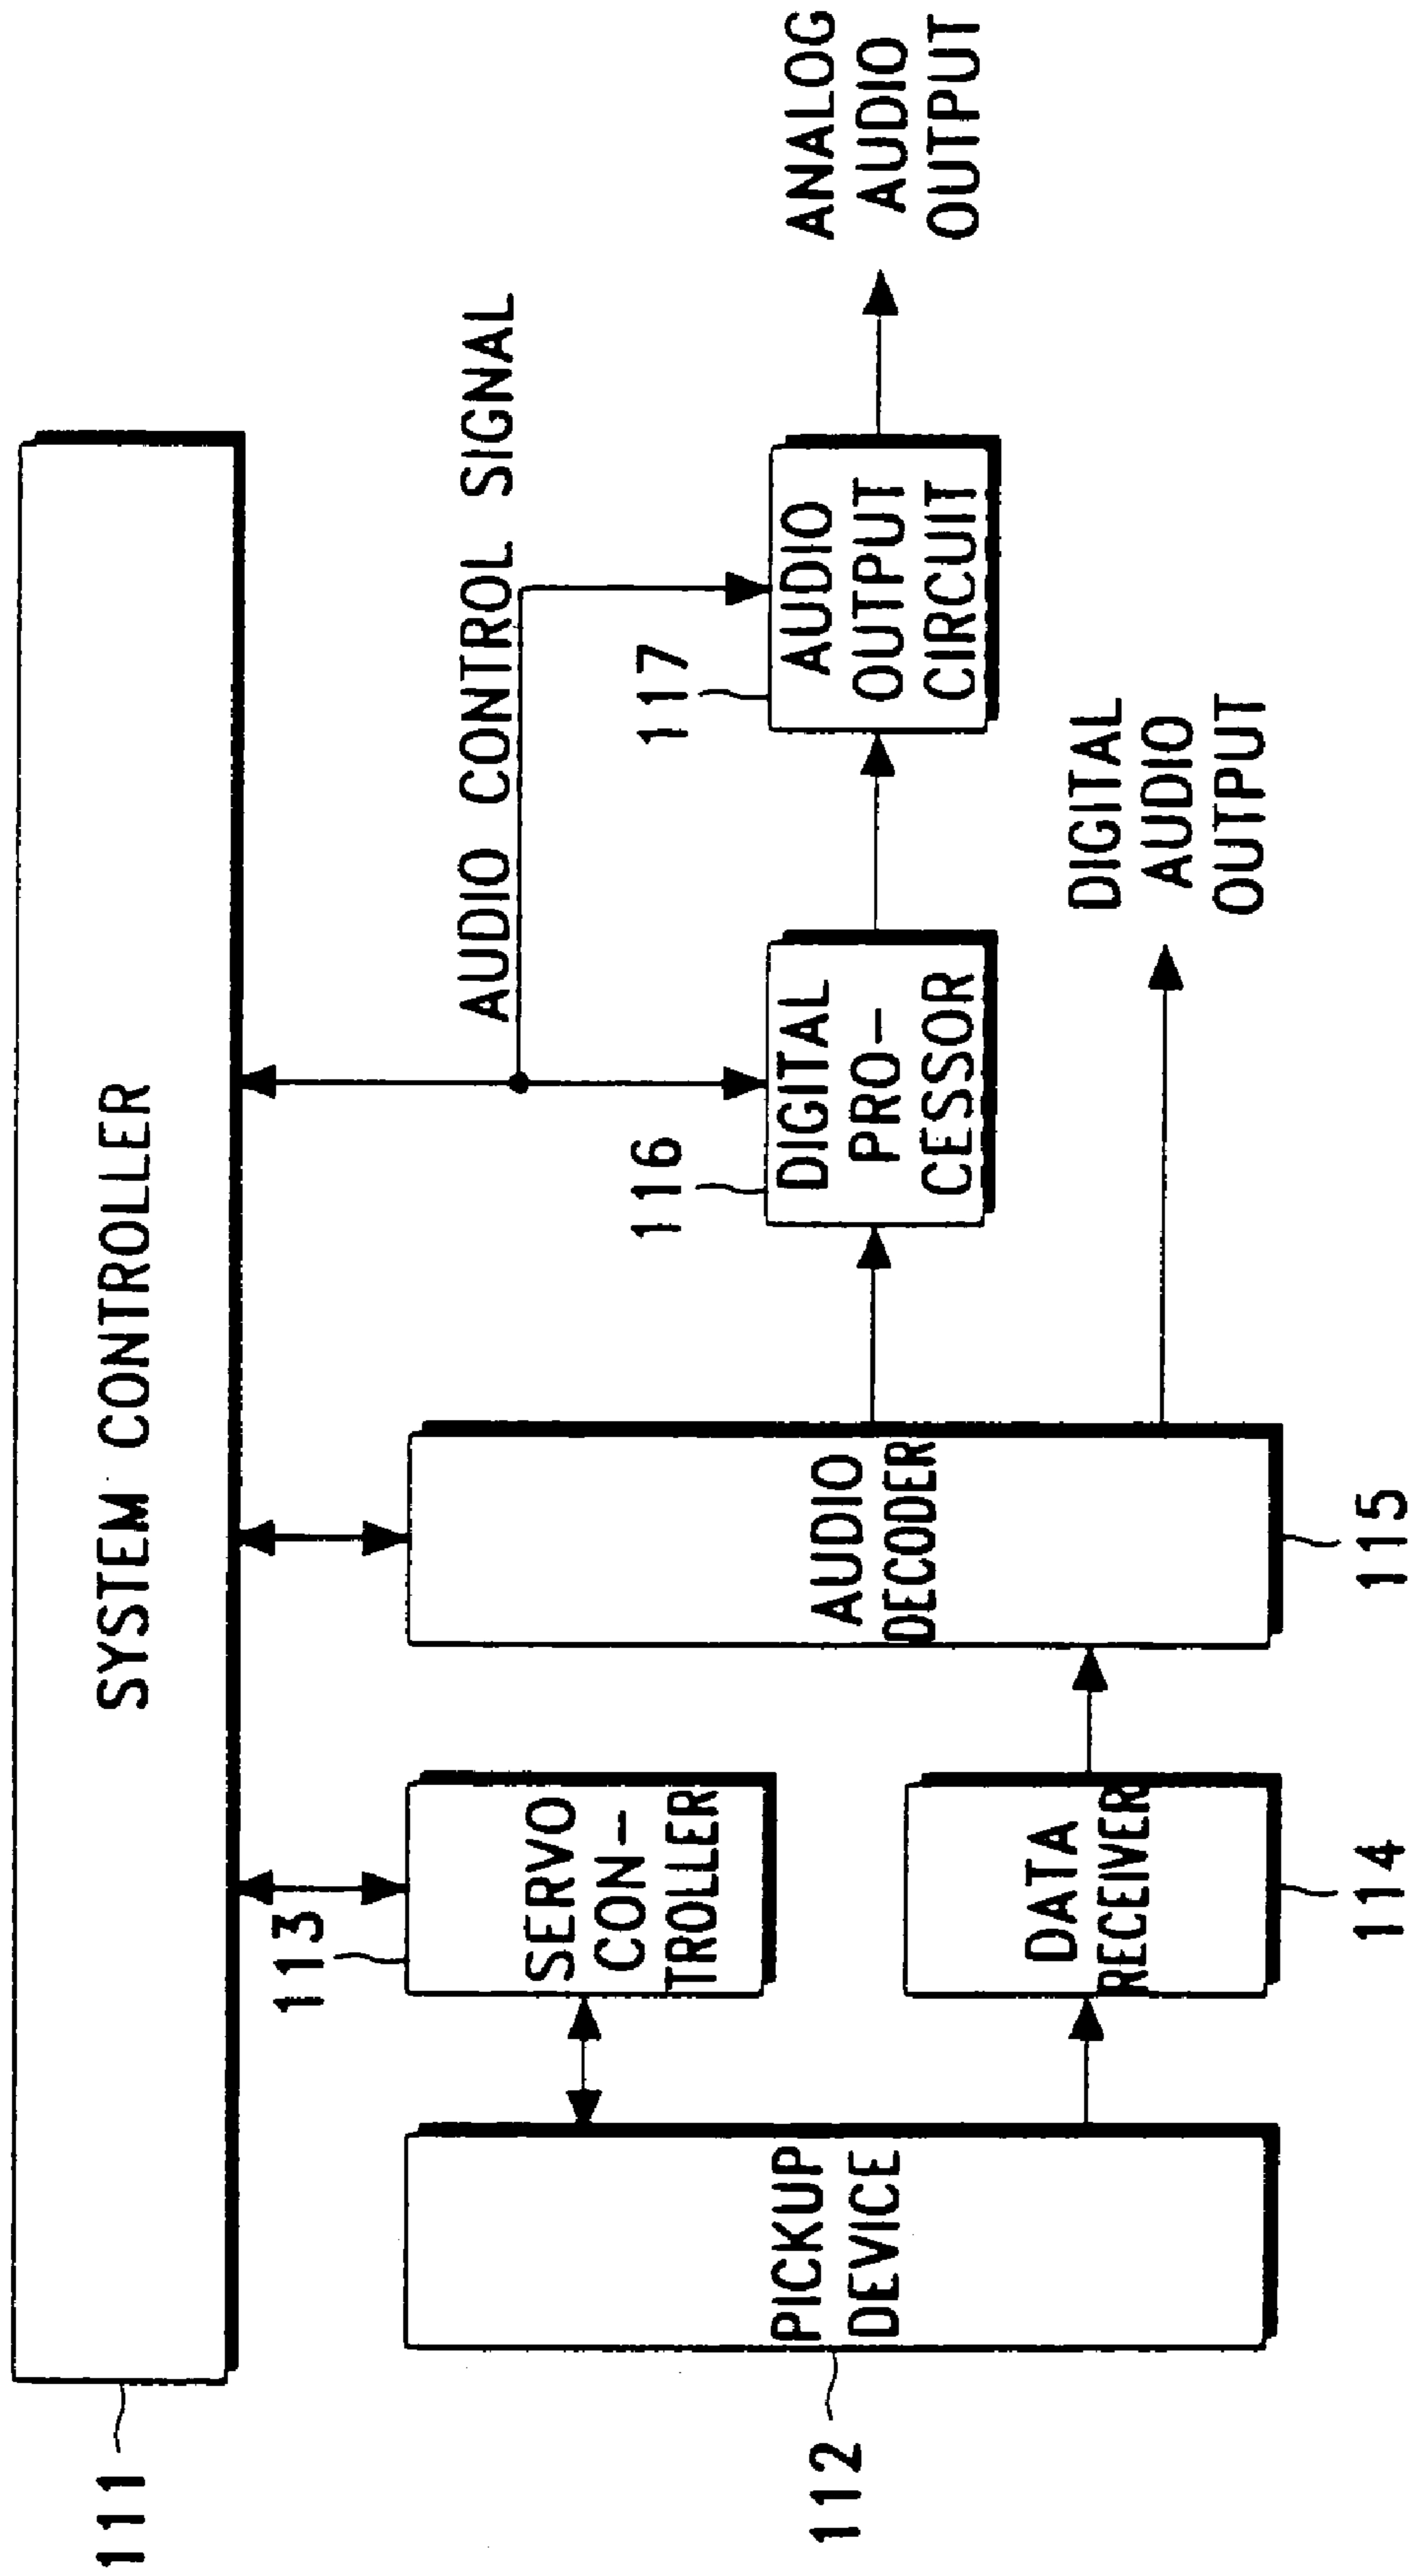 111
SYSTEM CONTROLLER
AUDIO CONTROL SIGNAL
113
116
117
112
PICKUP
DEVICE
SERVO
CON-
TROLLER
DATA
RECEIVER
114
AUDIO
DECODER
115
DIGITAL
PRO-
CESSOR
AUDIO
OUTPUT
CIRCUIT
ANALOG
AUDIO
OUTPUT
DIGITAL
AUDIO
OUTPUT